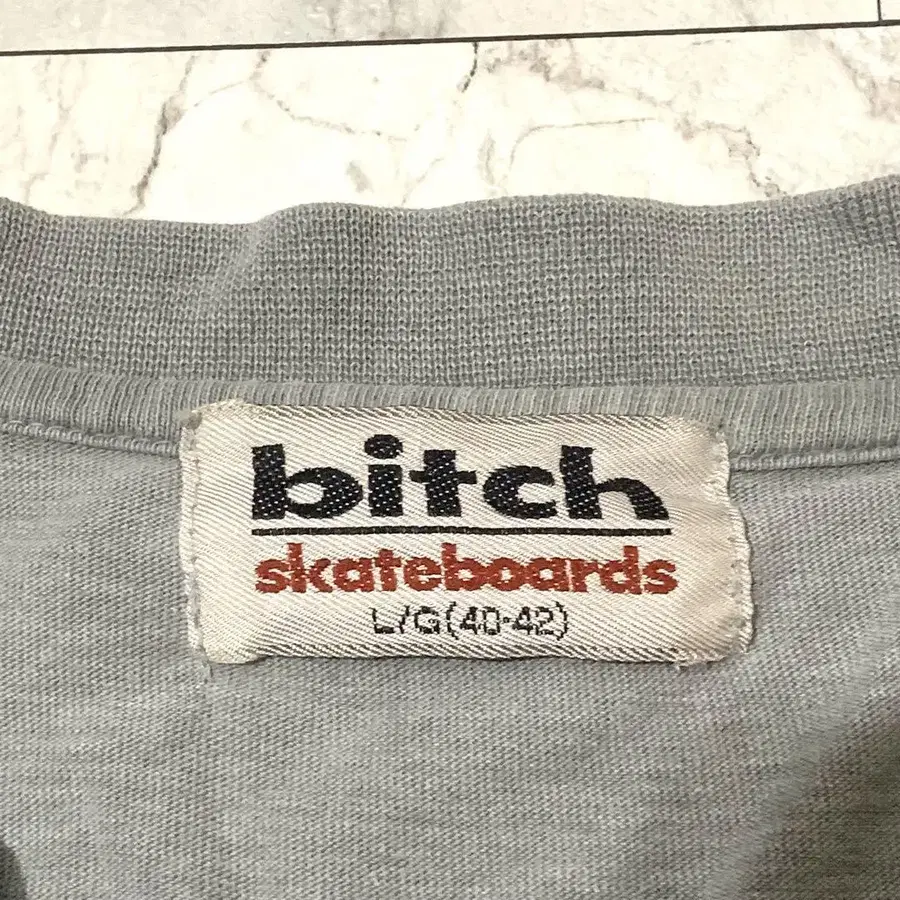 bitch
skateboards
L/G(40-42)